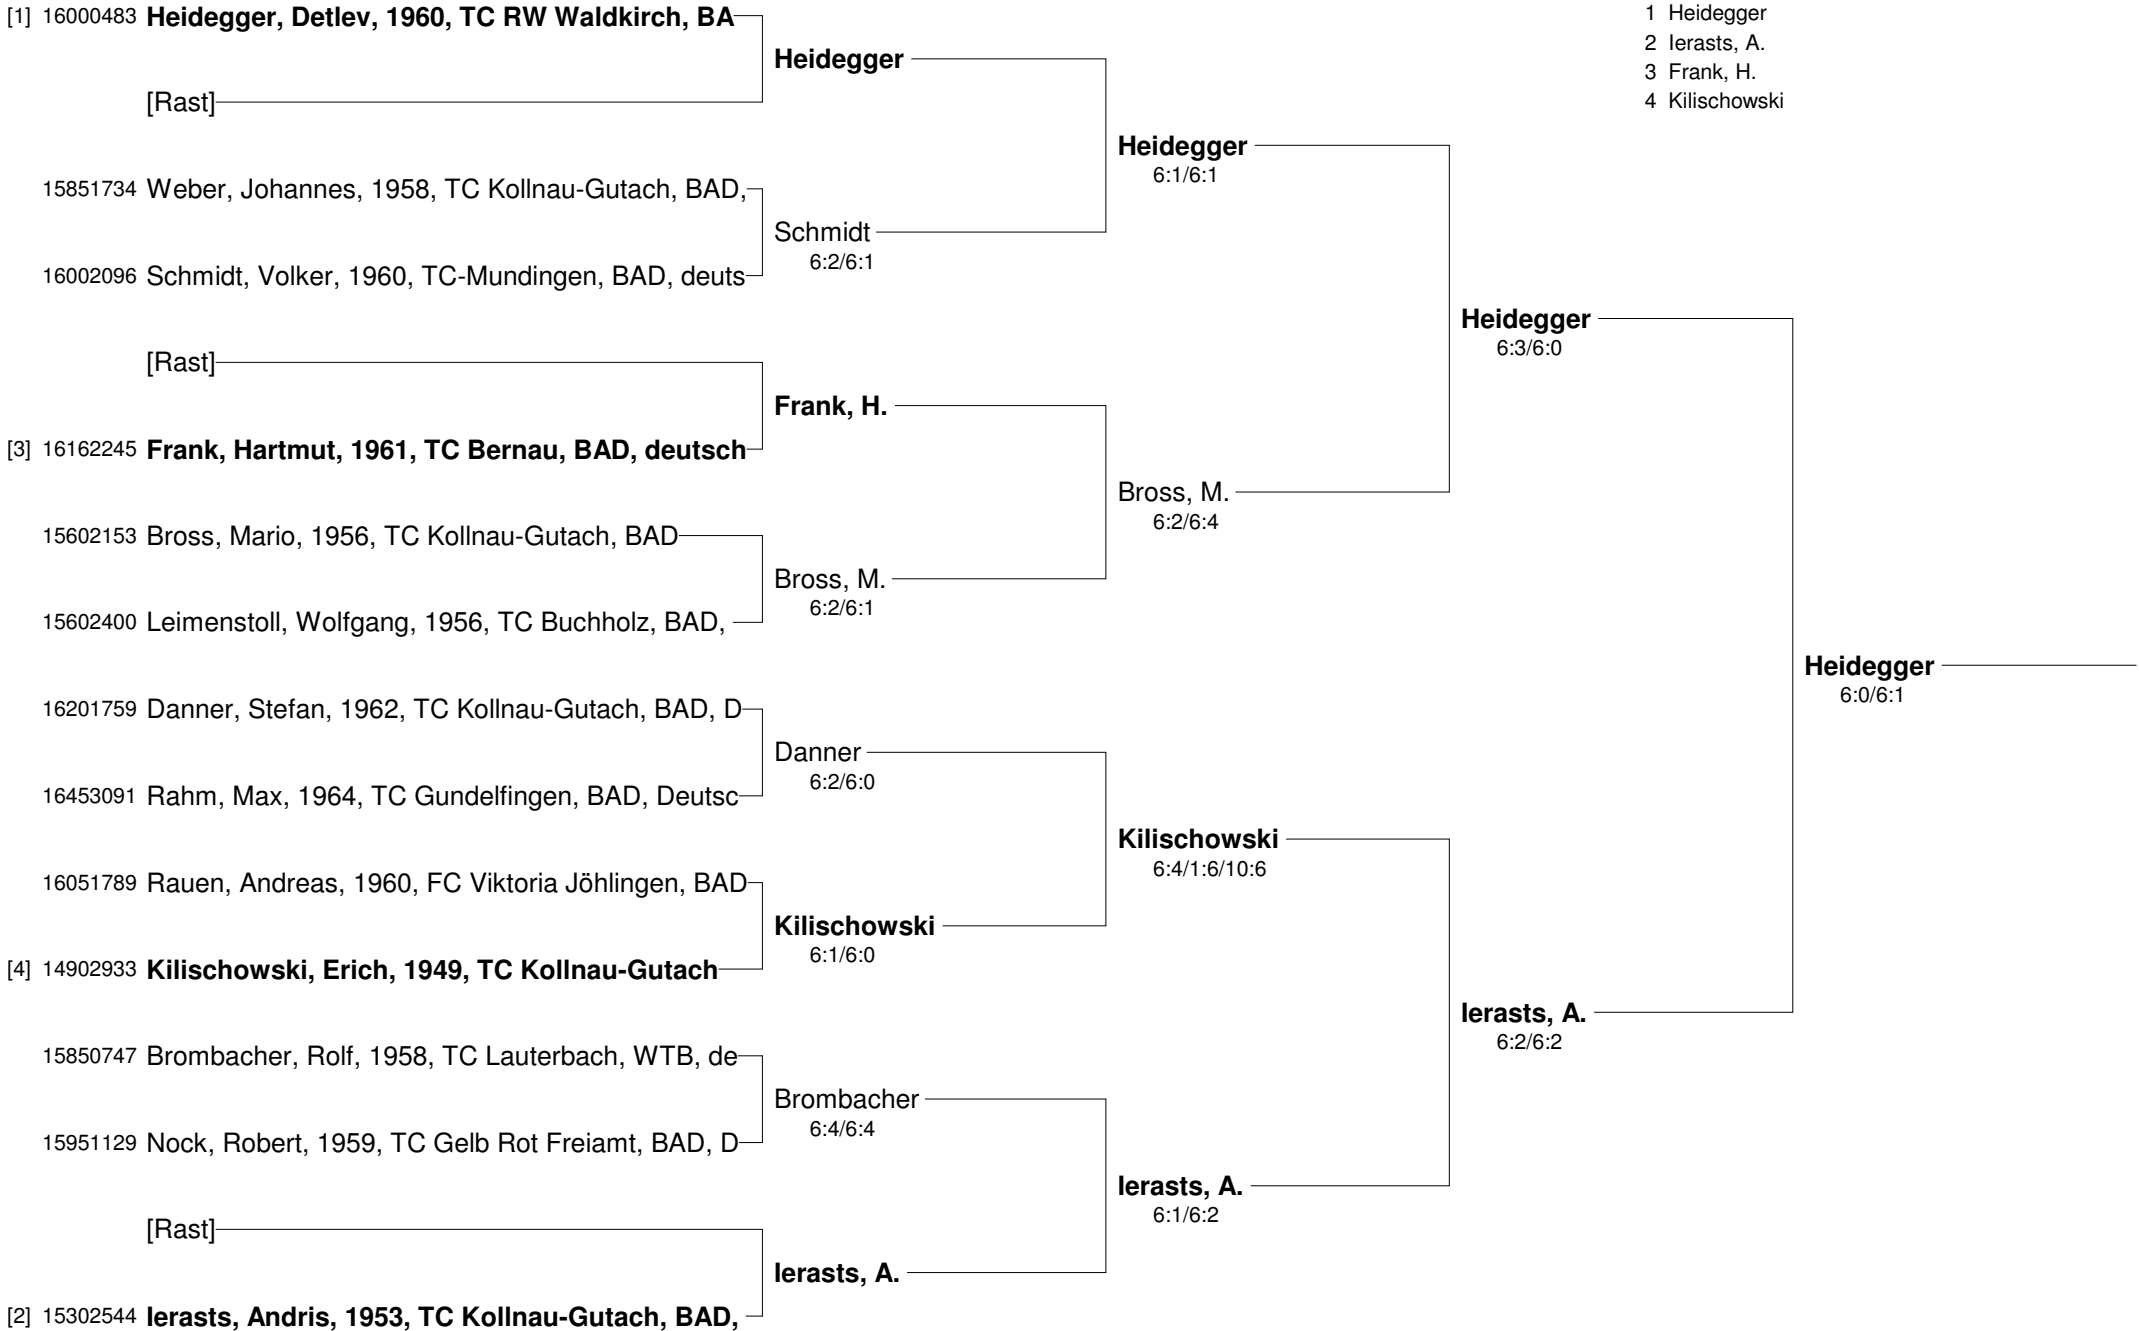 [1] 16000483 Heidegger, Detlev, 1960, TC RW Waldkirch, BA
[Rast]
15851734 Weber, Johannes, 1958, TC Kollnau-Gutach, BAD,
16002096 Schmidt, Volker, 1960, TC-Mundingen, BAD, deuts
[Rast]
[3] 16162245 Frank, Hartmut, 1961, TC Bernau, BAD, deutsch
15602153 Bross, Mario, 1956, TC Kollnau-Gutach, BAD
15602400 Leimenstoll, Wolfgang, 1956, TC Buchholz, BAD,
16201759 Danner, Stefan, 1962, TC Kollnau-Gutach, BAD, D
16453091 Rahm, Max, 1964, TC Gundelfingen, BAD, Deutsc
16051789 Rauen, Andreas, 1960, FC Viktoria Jöhlingen, BAD
[4] 14902933 Kilischowski, Erich, 1949, TC Kollnau-Gutach
15850747 Brombacher, Rolf, 1958, TC Lauterbach, WTB, de
15951129 Nock, Robert, 1959, TC Gelb Rot Freiamt, BAD, D
[Rast]
[2] 15302544 Ierasts, Andris, 1953, TC Kollnau-Gutach, BAD,
Heidegger
Schmidt
6:2/6:1
Frank, H.
Bross, M.
6:2/6:1
Danner
6:2/6:0
Kilischowski
6:1/6:0
Brombacher
6:4/6:4
Ierasts, A.
Heidegger
6:1/6:1
Bross, M.
6:2/6:4
Kilischowski
6:4/1:6/10:6
Ierasts, A.
6:1/6:2
Heidegger
6:3/6:0
Ierasts, A.
6:2/6:2
Heidegger
6:0/6:1
1 Heidegger
2 Ierasts, A.
3 Frank, H.
4 Kilischowski